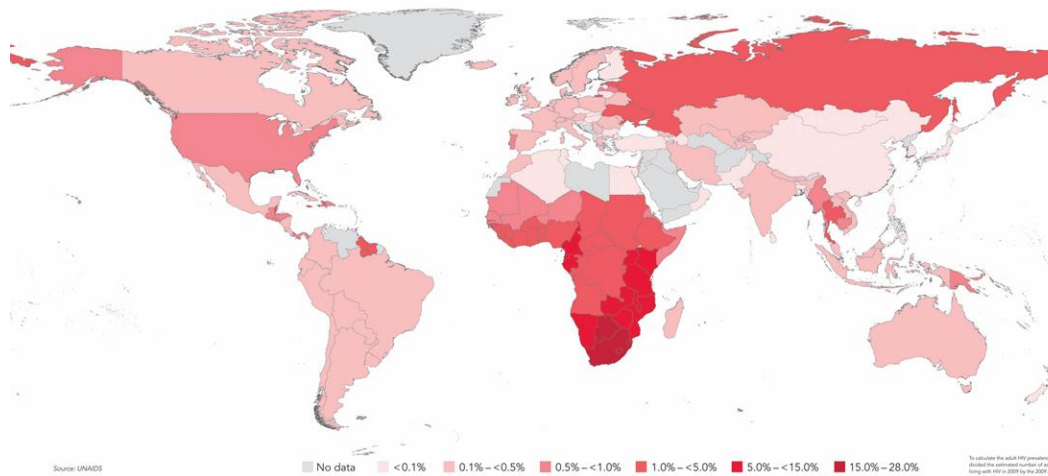 Source: UNAIDS
No data
<0.1%
0.1% – <0.5%
0.5% – <1.0%
1.0% – <5.0%
5.0% – <15.0%
15.0% – 28.0%
To calculate the adult HIV prevalence
divided the estimated number of
living with HIV in 2009 by the 2009